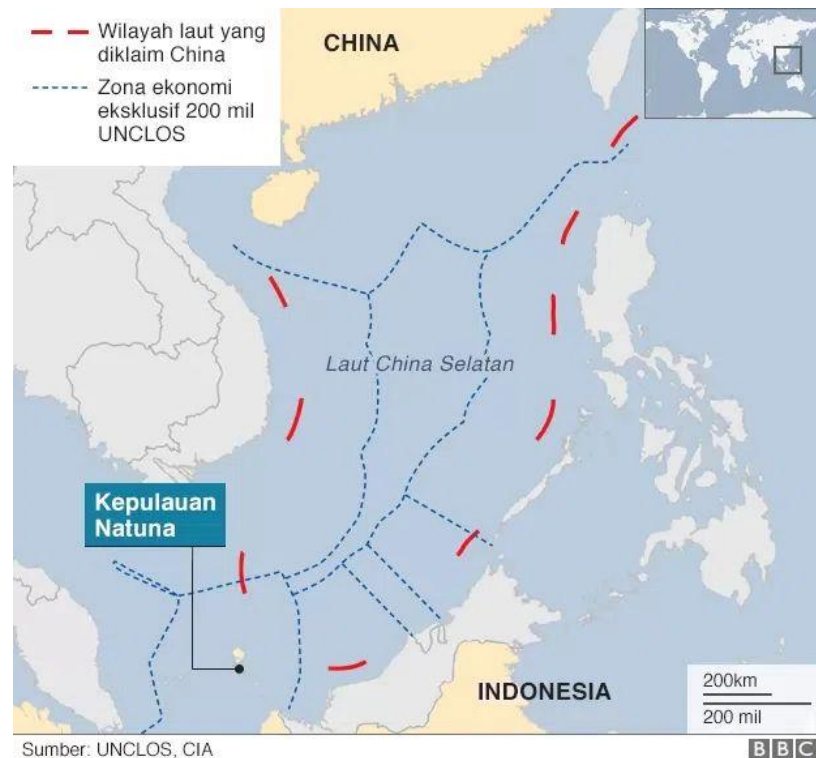 Wilayah laut yang
diklaim China
Zona ekonomi
eksklusif 200 mil
UNCLOS
CHINA
Laut China Selatan
Kepulauan
Natuna
INDONESIA
200km
200 mil
Sumber: UNCLOS, CIA
BBC